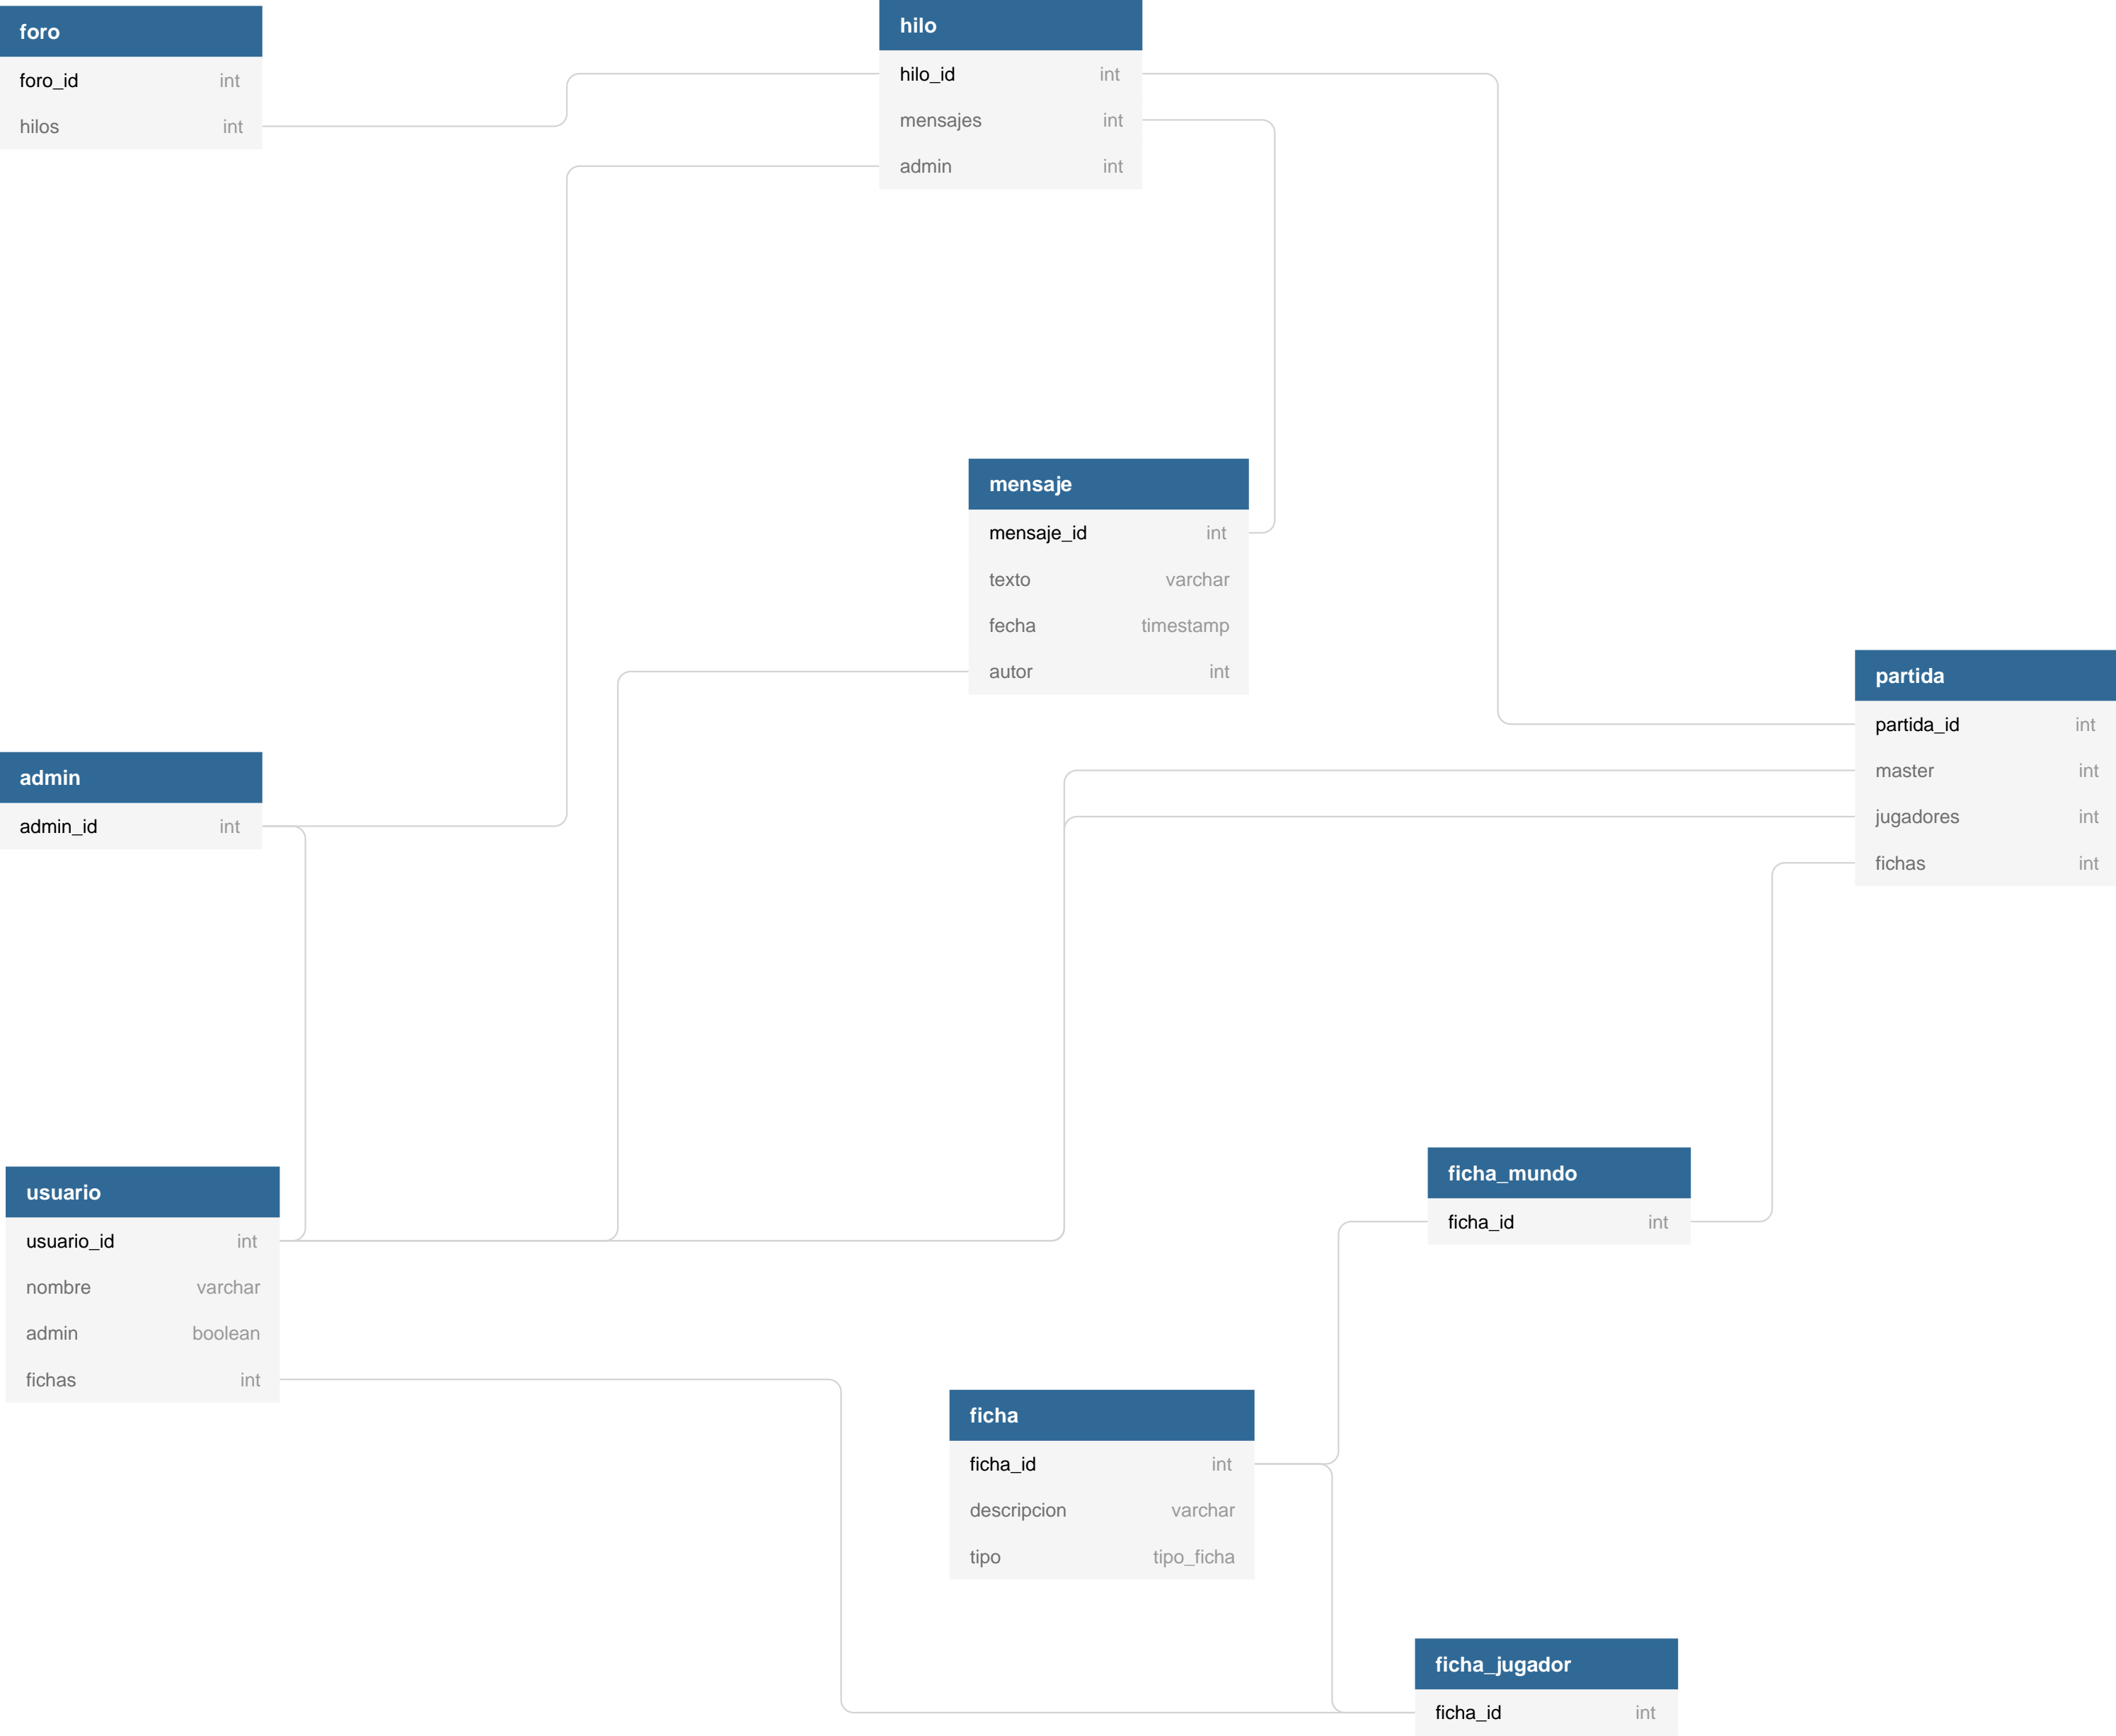 foro
foro_id int
hilos int
hilo
hilo_id int
mensajes int
admin int
mensaje
mensaje_id int
texto varchar
fecha timestamp
autor int
partida
partida_id int
master int
jugadores int
fichas int
admin
admin_id int
usuario
usuario_id int
nombre varchar
admin boolean
fichas int
ficha_mundo
ficha_id int
ficha
ficha_id int
descripcion varchar
tipo tipo_ficha
ficha_jugador
ficha_id int